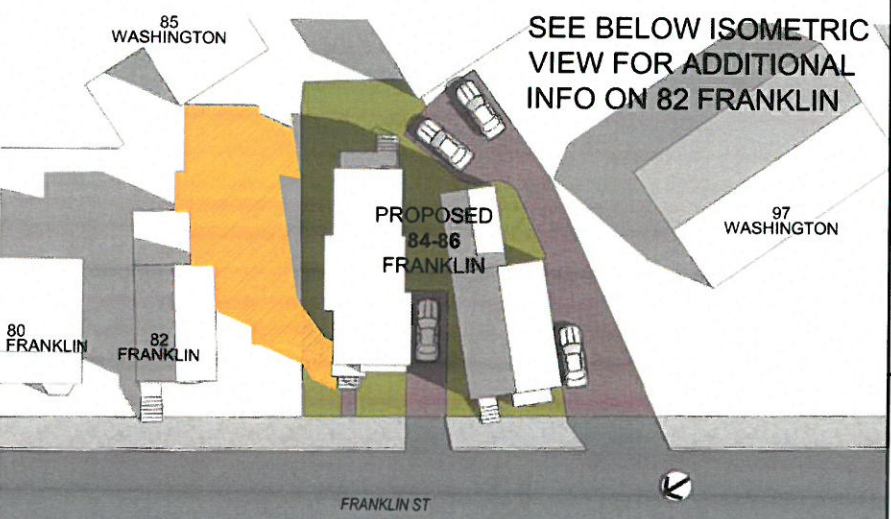 85
WASHINGTON
SEE BELOW ISOMETRIC
VIEW FOR ADDITIONAL
INFO ON 82 FRANKLIN
PROPOSED
84-86
FRANKLIN
97
WASHINGTON
80
FRANKLIN
82
FRANKLIN
FRANKLIN ST